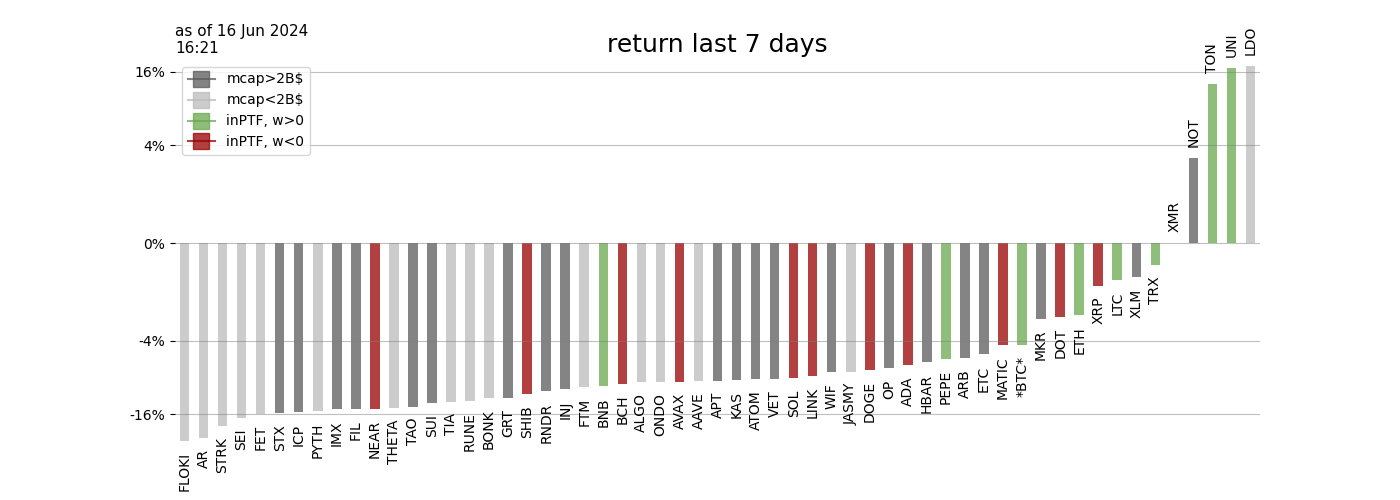 as of 16 Jun 2024
16:21
return last 7 days
mcap>2B$
mcap<2B$
inPTF, w>0
inPTF, w<0
16%
4%
0%
-4%
-16%
FLOKI
AR
STRK
SEI
FET
STX
ICP
PYTH
IMX
FIL
NEAR
THETA
TAO
SUI
TIA
RUNE
BONK
GRT
SHIB
RNDR
INJ
FTM
BNB
BCH
ALGO
ONDO
AVAX
AAVE
APT
KAS
ATOM
VET
SOL
LINK
WIF
JASMY
DOGE
OP
ADA
HBAR
PEPE
ARB
ETC
MATIC
*BTC*
MKR
DOT
ETH
XRP
LTC
XLM
TRX
XMR
NOT
TON
UNI
LDO